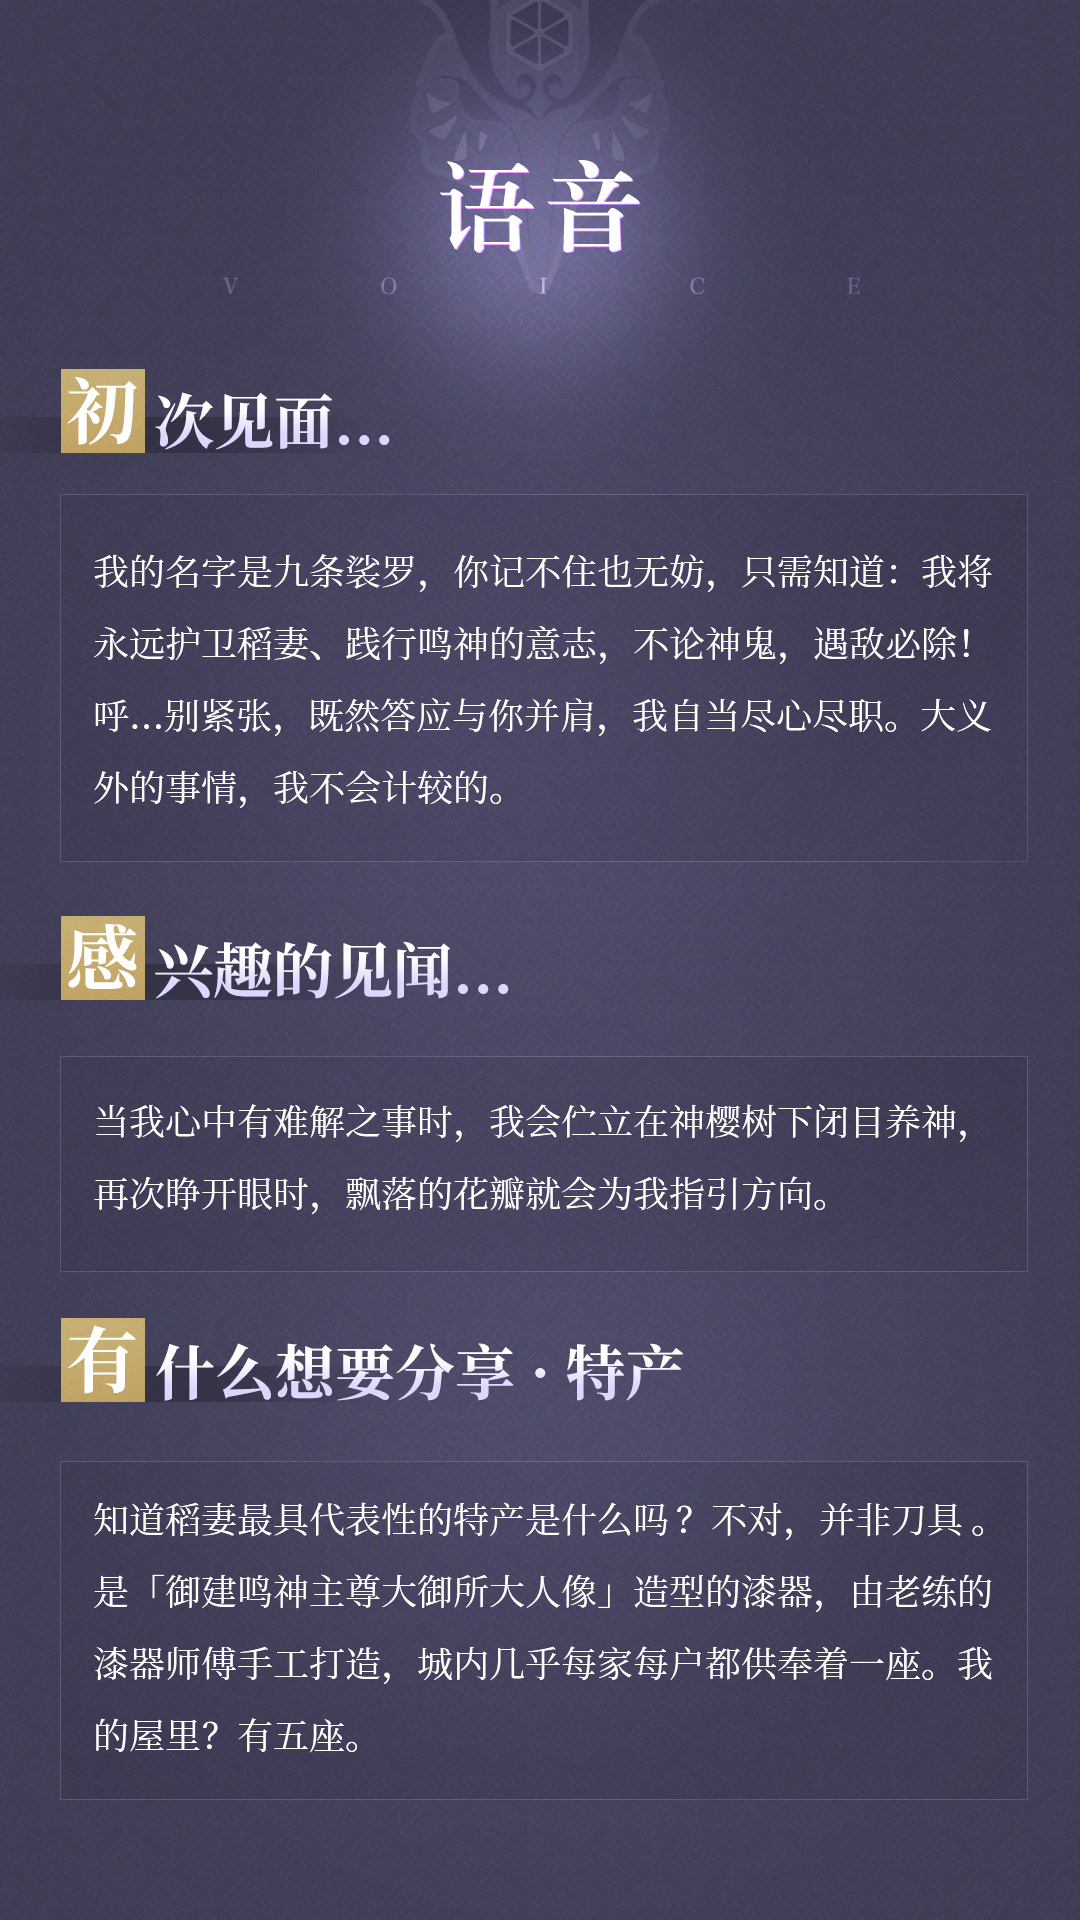 语音
VOICE
初次见面...
我的名字是九条裟罗，你记不住也无妨，只需知道：我将
永远护卫稻妻、践行鸣神的意志，不论神鬼，遇敌必除！
呼...别紧张，既然答应与你并肩，我自当尽心尽职。大义
外的事情，我不会计较的。
感兴趣的见闻...
当我心中有难解之事时，我会伫立在神樱树下闭目养神，
再次睁开眼时，飘落的花瓣就会为我指引方向。
有什么想要分享·特产
知道稻妻最具代表性的特产是什么吗？不对，并非刀具。
是「御建鸣神主尊大御所大人像」造型的漆器，由老练的
漆器师傅手工打造，城内几乎每家每户都供奉着一座。我
的屋里？有五座。